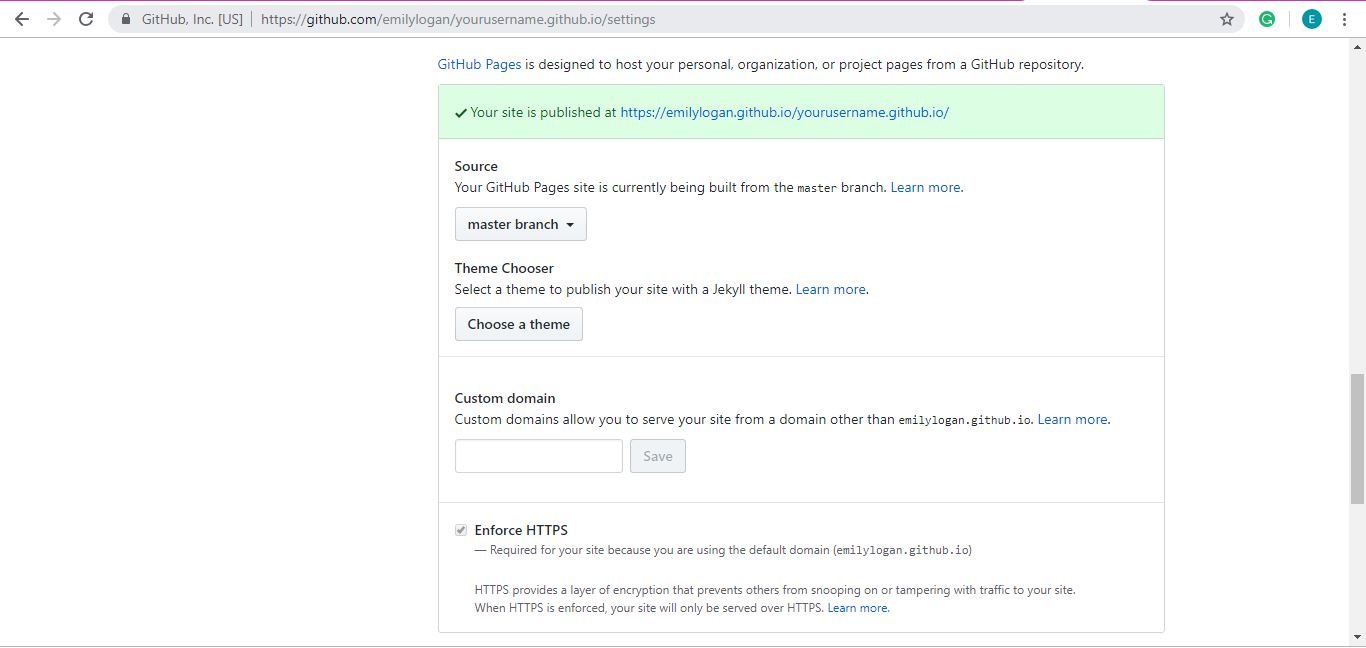 GitHub, Inc. [US] | https://github.com/emilylogan/yourusername.github.io/settings
E
GitHub Pages is designed to host your personal, organization, or project pages from a GitHub repository.
Your site is published at https://emilylogan.github.io/yourusername.github.io/
Source
Your GitHub Pages site is currently being built from the master branch. Learn more.
master branch
Theme Chooser
Select a theme to publish your site with a Jekyll theme. Learn more.
Choose a theme
Custom domain
Custom domains allow you to serve your site from a domain other than emilylogan.github.io. Learn more.
Save
Enforce HTTPS
— Required for your site because you are using the default domain (emilylogan.github.io)
HTTPS provides a layer of encryption that prevents others from snooping on or tampering with traffic to your site.
When HTTPS is enforced, your site will only be served over HTTPS. Learn more.